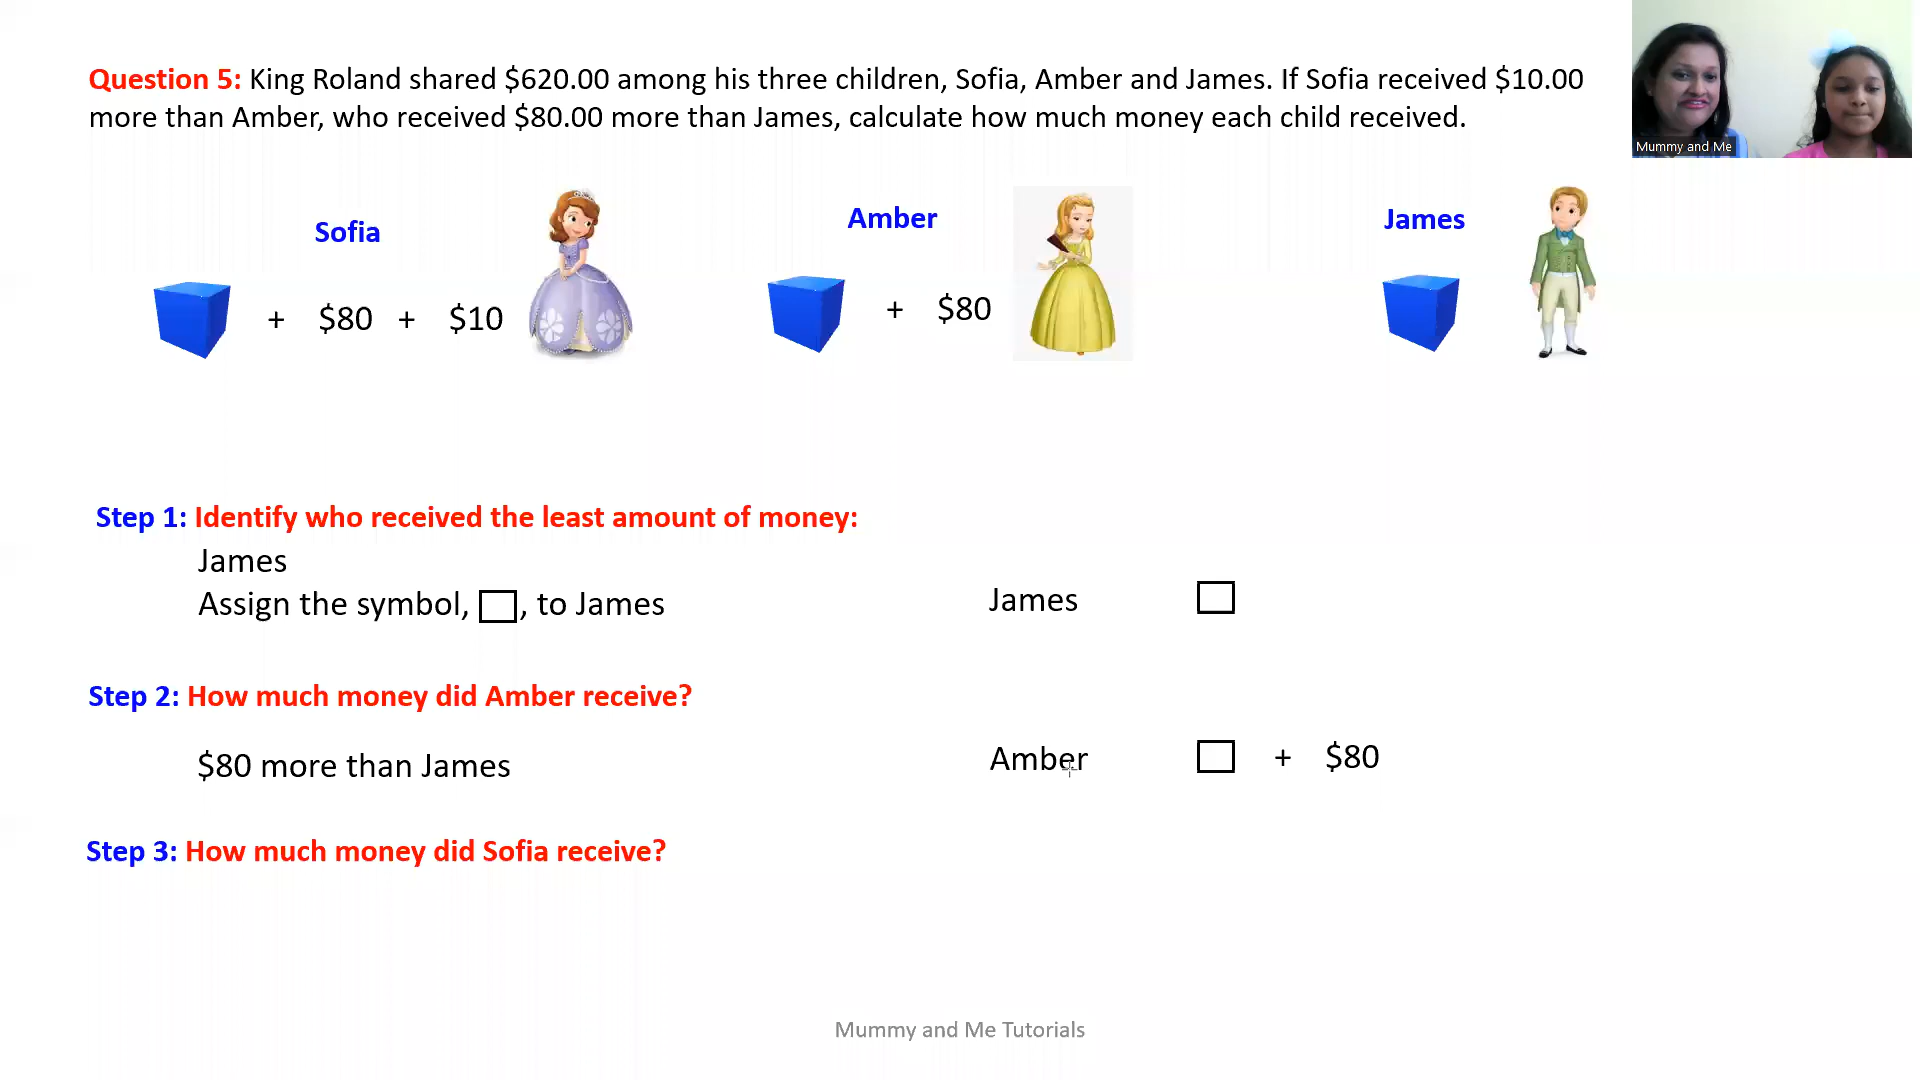 Question 5: King Roland shared $620.00 among his three children, Sofia, Amber and James. If Sofia received $10.00
more than Amber, who received $80.00 more than James, calculate how much money each child received.
Mummy and Me
Sofia
Amber
James
+ $80 + $10
+ $80
Step 1: Identify who received the least amount of money:
James
Assign the symbol, , to James
James
Step 2: How much money did Amber receive?
$80 more than James
Amber + $80
Step 3: How much money did Sofia receive?
Mummy and Me Tutorials